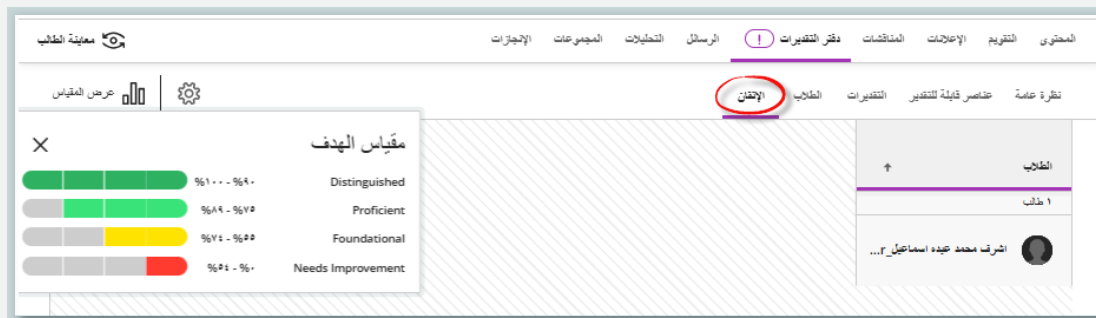 المحتوى التقويم الإعلانات المناقشات دفتر التقديرات ! الرسائل التحليلات المجموعات الإنجازات معاينة الطالب
نظرة عامة عناصر قابلة للتقدير التقديرات الطلاب الإتقان عرض المقياس
مقياس الهدف
Distinguished ٩٠% - ١٠٠%
Proficient ٧٥% - ٨٩%
Foundational ٥٥% - ٧٤%
Needs Improvement ٠% - ٥٤%
الطلاب
١ طالب
اشرف محمد عبده اسماعيل_r...